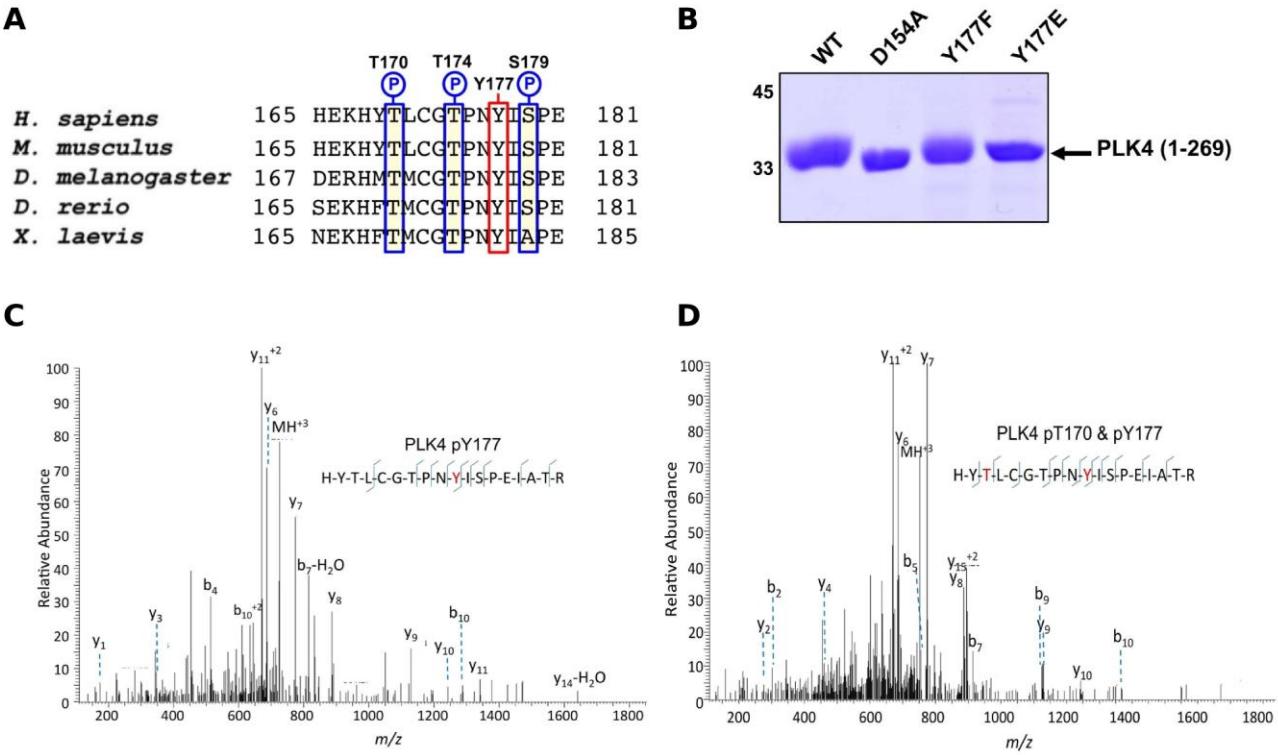 A
T170 T174 S179
P P Y177 P
H. sapiens 165 HEKHYTLCGTPNYISPE 181
M. musculus 165 HEKHYTLCGTPNYISPE 181
D. melanogaster 167 DERHMTMCGTPNYISPE 183
D. rerio 165 SEKHFTMCGTPNYISPE 181
X. laevis 165 NEKHFTMCGTPNYIAPE 185
B
WT D154A Y177F Y177E
45
33
PLK4 (1-269)
C
Relative Abundance
100
90
80
70
60
50
40
30
20
10
0
y11+2
y6
MH+3
PLK4 pY177
H-Y-T-L-C-G-T-P-N-Y-I-S-P-E-I-A-T-R
y7
b7-H2O
b4
b10+2
y8
y3
b10
y1
y9
y10
y11
y14-H2O
200 400 600 800 1000 1200 1400 1600 1800
m/z
D
Relative Abundance
100
90
80
70
60
50
40
30
20
10
0
y11+2
y7
y6
MH+3
PLK4 pT170 & pY177
H-Y-T-L-C-G-T-P-N-Y-I-S-P-E-I-A-T-R
b5
y15+2
y8
b2
y4
b9
y2
y9
b7
b10
y10
200 400 600 800 1000 1200 1400 1600 1800
m/z